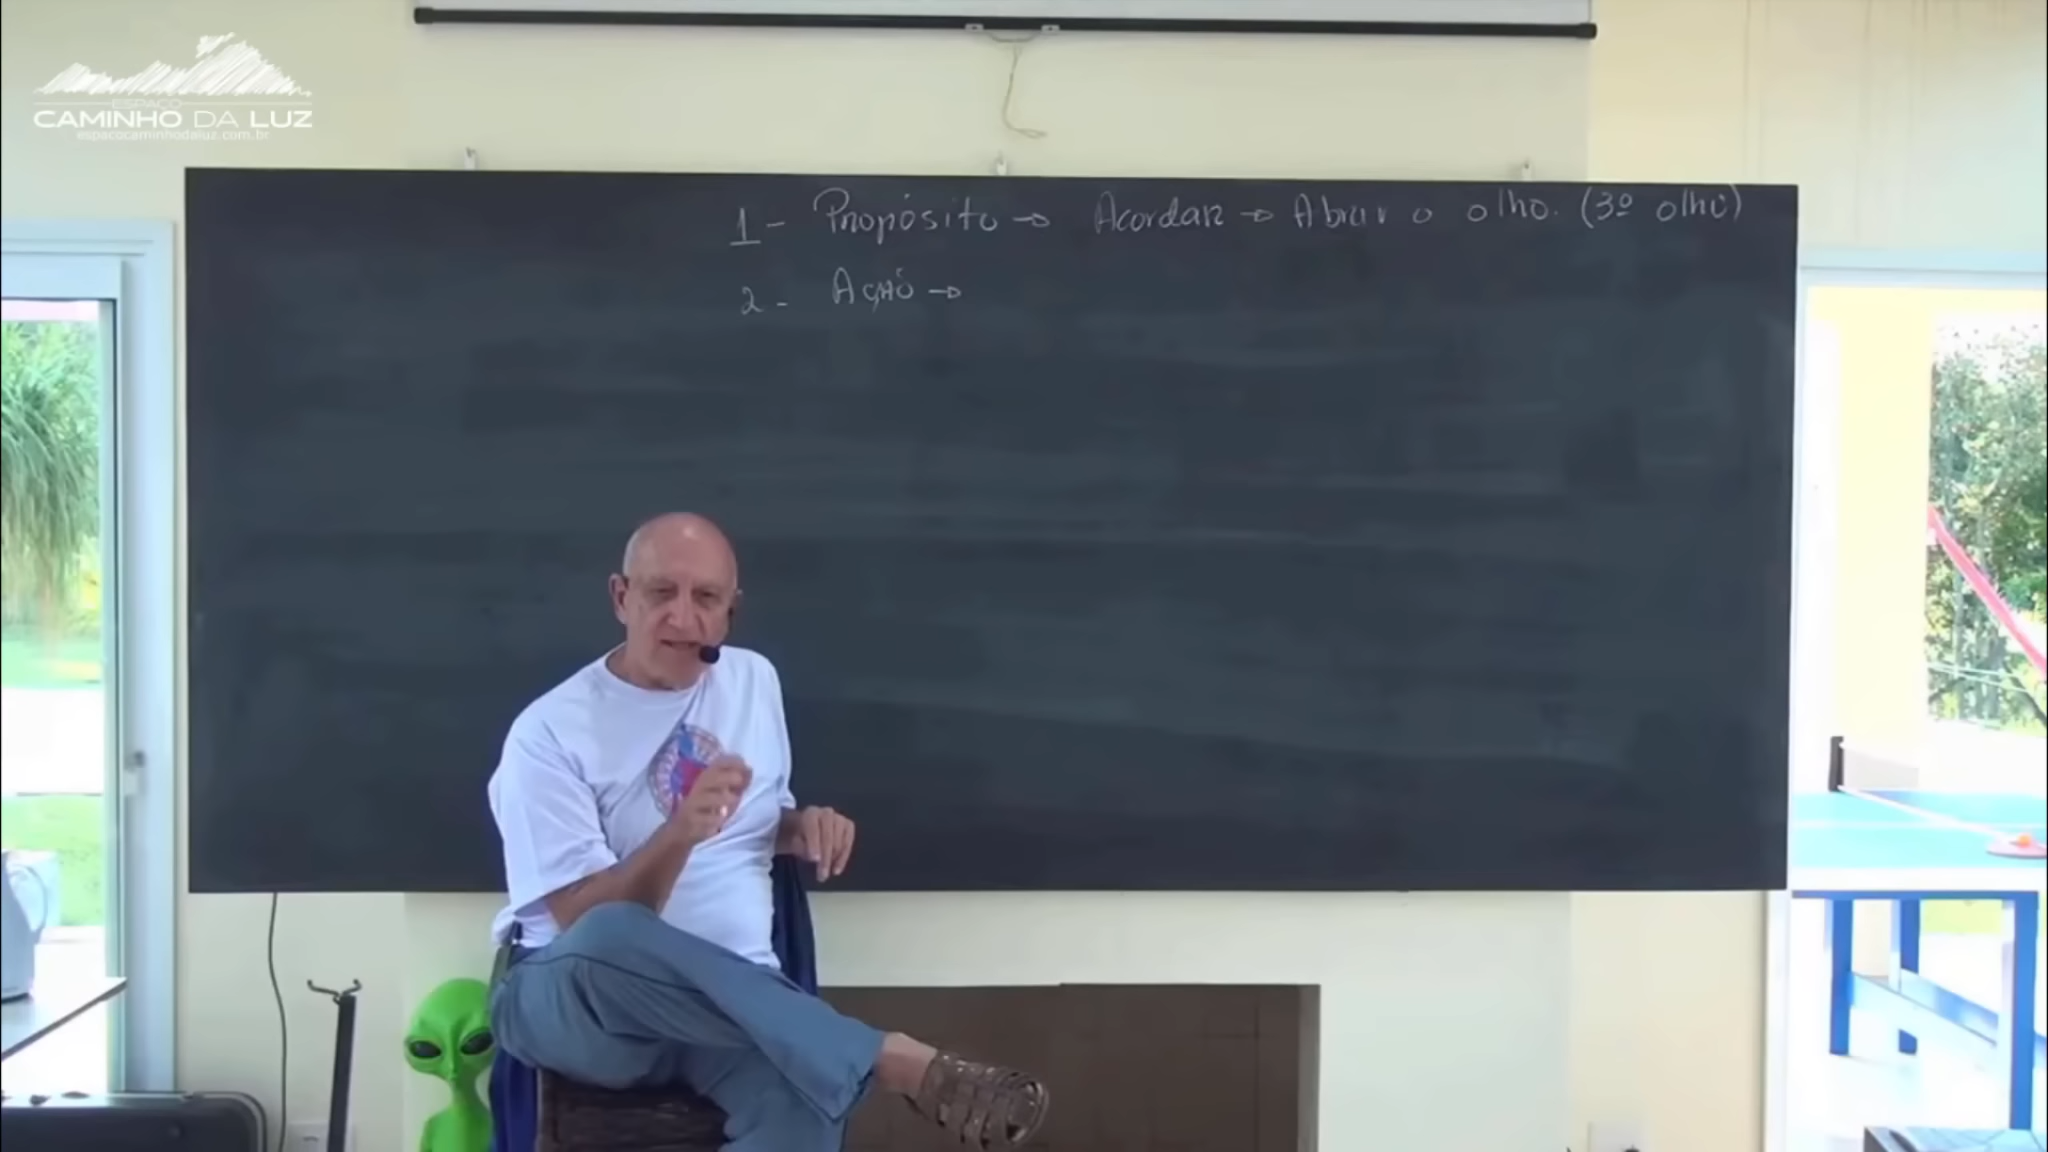 ESPAÇO
CAMINHO DA LUZ
espacocaminhodaluz.com.br
1- Propósito → Acordar → Abrir o olho. (3º olho)
2- Ação →